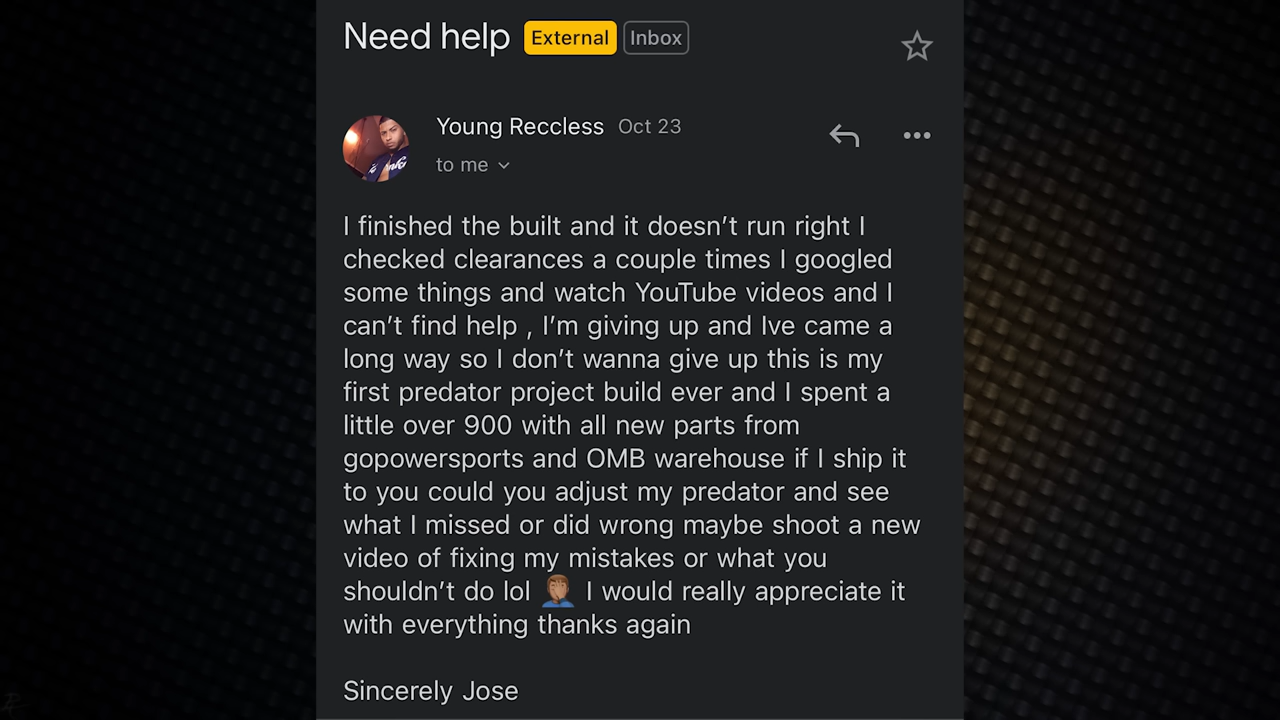 Need help External Inbox
Young Reccless Oct 23
to me
I finished the built and it doesn’t run right I
checked clearances a couple times I googled
some things and watch YouTube videos and I
can’t find help , I’m giving up and Ive came a
long way so I don’t wanna give up this is my
first predator project build ever and I spent a
little over 900 with all new parts from
gopowersports and OMB warehouse if I ship it
to you could you adjust my predator and see
what I missed or did wrong maybe shoot a new
video of fixing my mistakes or what you
shouldn’t do lol 🤦🏽‍♂️ I would really appreciate it
with everything thanks again
Sincerely Jose